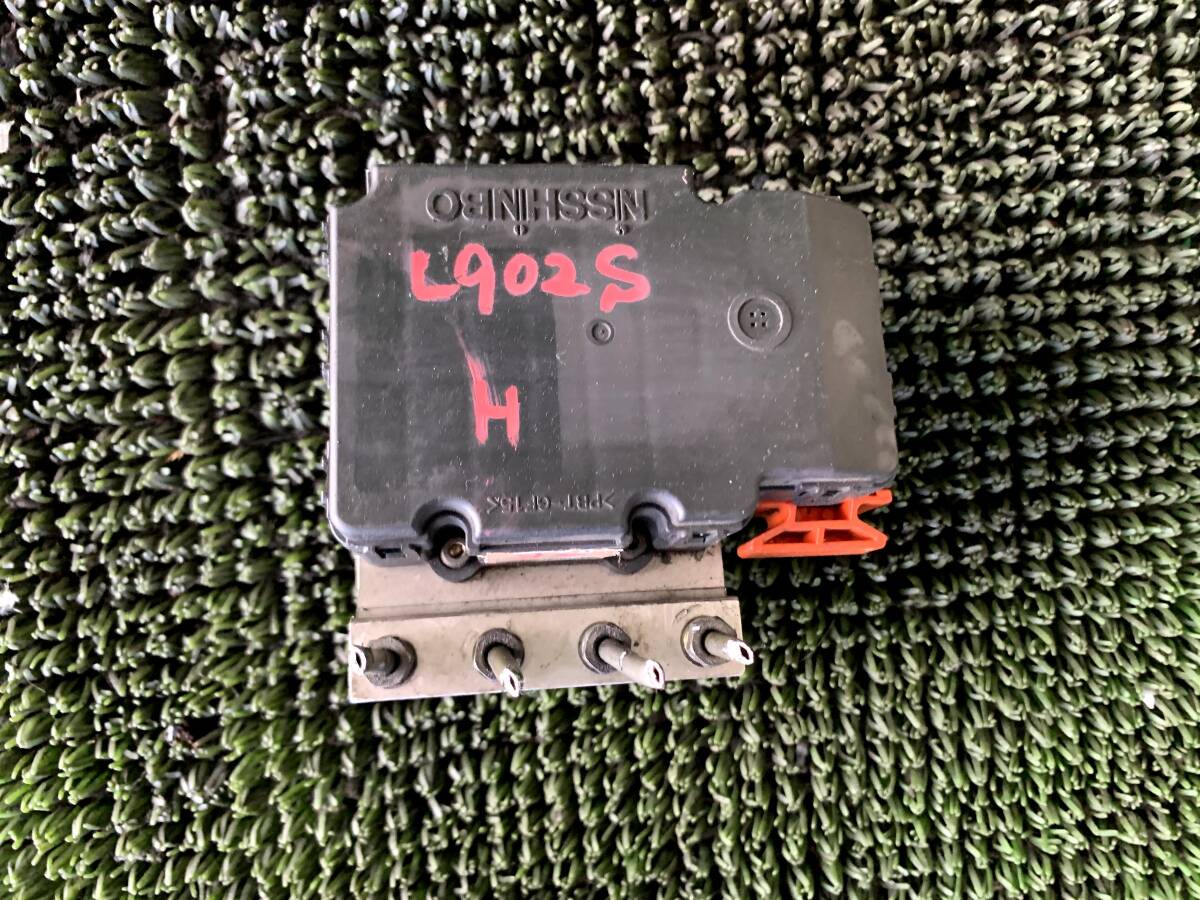 NISSHINBO
L902S
H
>PBT-GF15<